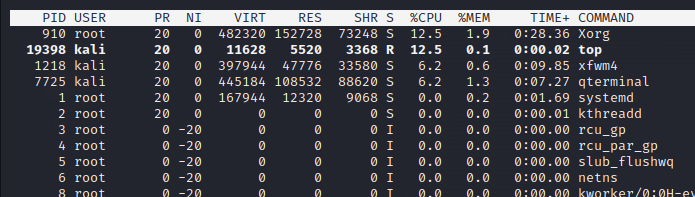 PID USER PR NI VIRT RES SHR S %CPU %MEM TIME+ COMMAND
910 root 20 0 482320 152728 73248 S 12.5 1.9 0:28.36 Xorg
19398 kali 20 0 11628 5520 3368 R 12.5 0.1 0:00.02 top
1218 kali 20 0 397944 47776 33580 S 6.2 0.6 0:09.85 xfwm4
7725 kali 20 0 445184 108532 88620 S 6.2 1.3 0:07.27 qterminal
1 root 20 0 167944 12320 9068 S 0.0 0.2 0:01.69 systemd
2 root 20 0 0 0 0 S 0.0 0.0 0:00.01 kthreadd
3 root 0 -20 0 0 0 I 0.0 0.0 0:00.00 rcu_gp
4 root 0 -20 0 0 0 I 0.0 0.0 0:00.00 rcu_par_gp
5 root 0 -20 0 0 0 I 0.0 0.0 0:00.00 slub_flushwq
6 root 0 -20 0 0 0 I 0.0 0.0 0:00.00 netns
8 root 0 -20 0 0 0 I 0.0 0.0 0:00.00 kworker/0:0H-ev